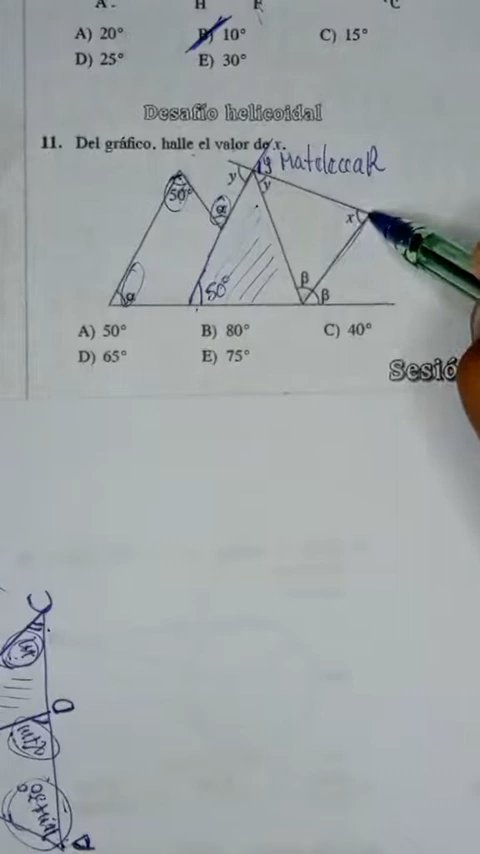 A.
H
F
C
A) 20° B) 10° C) 15°
D) 25° E) 30°
Desafío helicoidal
11. Del gráfico, halle el valor de x.
y y MateleccaR
50° α y x
α 50° β β
A) 50° B) 80° C) 40°
D) 65° E) 75°
Sesió
C
O
A